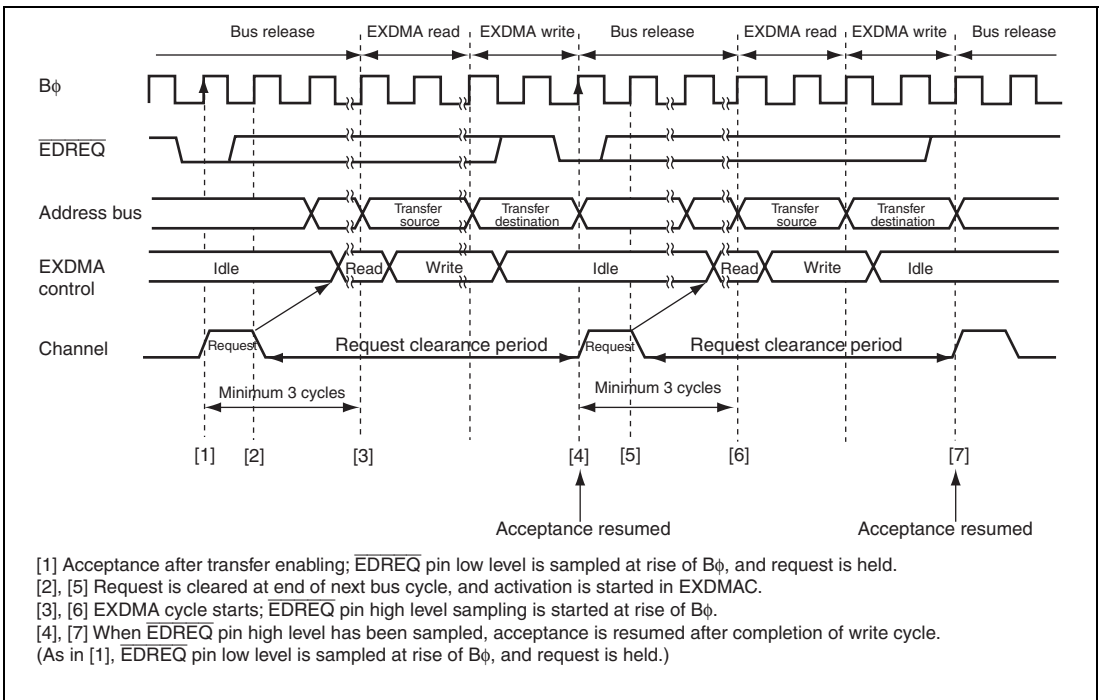 Bus release EXDMA read EXDMA write Bus release EXDMA read EXDMA write Bus release
Bϕ
EDREQ
Address bus Transfer source Transfer destination Transfer source Transfer destination
EXDMA control Idle Read Write Idle Read Write Idle
Channel Request Request clearance period Request Request clearance period
Minimum 3 cycles Minimum 3 cycles
[1] [2] [3] [4] [5] [6] [7]
Acceptance resumed Acceptance resumed
[1] Acceptance after transfer enabling; EDREQ pin low level is sampled at rise of Bϕ, and request is held.
[2], [5] Request is cleared at end of next bus cycle, and activation is started in EXDMAC.
[3], [6] EXDMA cycle starts; EDREQ pin high level sampling is started at rise of Bϕ.
[4], [7] When EDREQ pin high level has been sampled, acceptance is resumed after completion of write cycle.
(As in [1], EDREQ pin low level is sampled at rise of Bϕ, and request is held.)